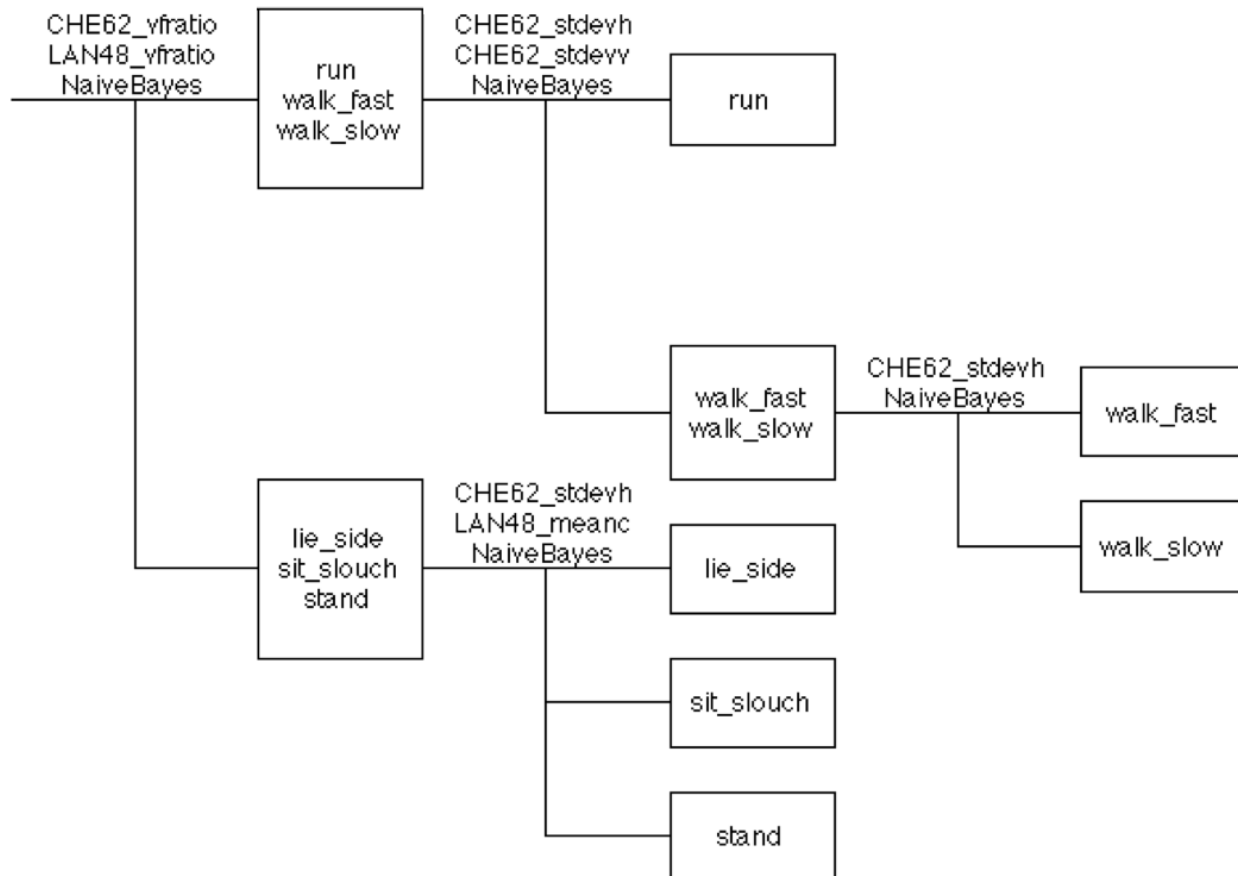 CHE62_vfratio
LAN48_vfratio
NaiveBayes
run
walk_fast
walk_slow
CHE62_stdevh
CHE62_stdevv
NaiveBayes
run
walk_fast
walk_slow
CHE62_stdevh
NaiveBayes
walk_fast
walk_slow
lie_side
sit_slouch
stand
CHE62_stdevh
LAN48_meanc
NaiveBayes
lie_side
sit_slouch
stand